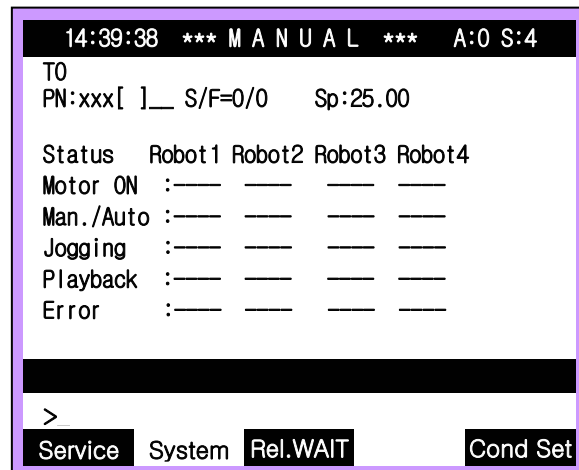 14:39:38 *** M A N U A L *** A:0 S:4
T0
PN:xxx[ ]__ S/F=0/0 Sp:25.00
Status Robot1 Robot2 Robot3 Robot4
Motor ON :---- ---- ---- ----
Man./Auto :---- ---- ---- ----
Jogging :---- ---- ---- ----
Playback :---- ---- ---- ----
Error :---- ---- ---- ----
>_
Service System Rel.WAIT Cond Set